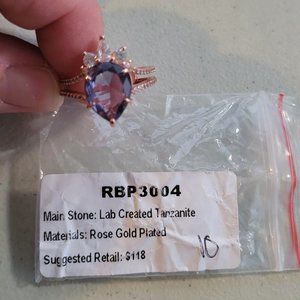 RBP3004
Main Stone: Lab Created Tanzanite
Materials: Rose Gold Plated
Suggested Retail: $118
10